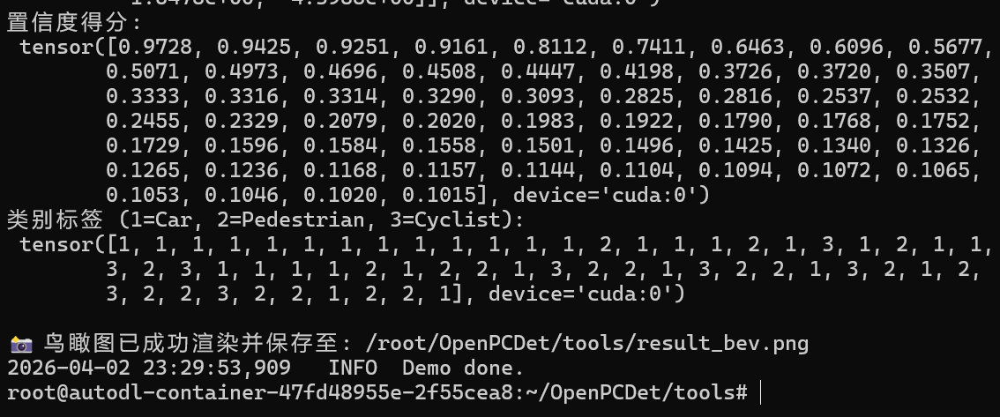 置信度得分:
tensor([0.9728, 0.9425, 0.9251, 0.9161, 0.8112, 0.7411, 0.6463, 0.6096, 0.5677,
0.5071, 0.4973, 0.4696, 0.4508, 0.4447, 0.4198, 0.3726, 0.3720, 0.3507,
0.3333, 0.3316, 0.3314, 0.3290, 0.3093, 0.2825, 0.2816, 0.2537, 0.2532,
0.2455, 0.2329, 0.2079, 0.2020, 0.1983, 0.1922, 0.1790, 0.1768, 0.1752,
0.1729, 0.1596, 0.1584, 0.1558, 0.1501, 0.1496, 0.1425, 0.1340, 0.1326,
0.1265, 0.1236, 0.1168, 0.1157, 0.1144, 0.1104, 0.1094, 0.1072, 0.1065,
0.1053, 0.1046, 0.1020, 0.1015], device='cuda:0')
类别标签 (1=Car, 2=Pedestrian, 3=Cyclist):
tensor([1, 1, 1, 1, 1, 1, 1, 1, 1, 1, 1, 1, 1, 2, 1, 1, 1, 2, 1, 3, 1, 2, 1, 1,
3, 2, 3, 1, 1, 1, 1, 2, 1, 2, 2, 1, 3, 2, 2, 1, 3, 2, 2, 1, 3, 2, 1, 2,
3, 2, 2, 3, 2, 2, 1, 2, 2, 1], device='cuda:0')
📸 鸟瞰图已成功渲染并保存至: /root/OpenPCDet/tools/result_bev.png
2026-04-02 23:29:53,909   INFO  Demo done.
root@autodl-container-47fd48955e-2f55cea8:~/OpenPCDet/tools#